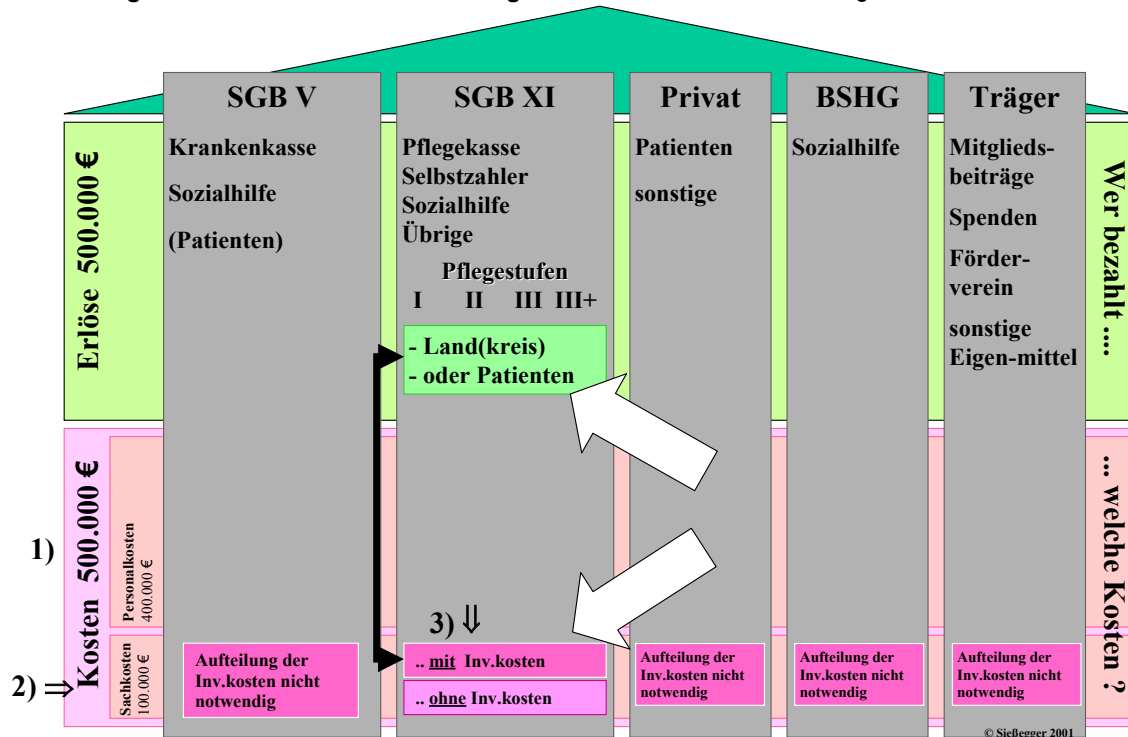 SGB V
Krankenkasse
Sozialhilfe
(Patienten)
SGB XI
Pflegekasse
Selbstzahler
Sozialhilfe
Übrige
Pflegestufen
I II III III+
- Land(kreis)
- oder Patienten
Privat
Patienten
sonstige
BSHG
Sozialhilfe
Träger
Mitglieds-
beiträge
Spenden
Förder-
verein
sonstige
Eigen-mittel
Erlöse 500.000 €
Wer bezahlt ....
1)
2) ⇒
Kosten 500.000 €
Personalkosten
400.000 €
Sachkosten
100.000 €
Aufteilung der
Inv.kosten nicht
notwendig
3) ⇓
.. mit Inv.kosten
.. ohne Inv.kosten
Aufteilung der
Inv.kosten nicht
notwendig
Aufteilung der
Inv.kosten nicht
notwendig
Aufteilung der
Inv.kosten nicht
notwendig
... welche Kosten ?
© Sießegger 2001